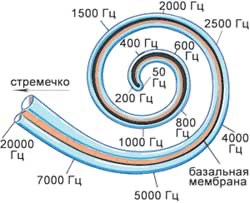 2000 Гц
1500 Гц
2500 Гц
400 Гц
600 Гц
50
Гц
стремечко
200 Гц
800
Гц
1000 Гц
4000
Гц
20000
Гц
базальная
мембрана
7000 Гц
5000 Гц